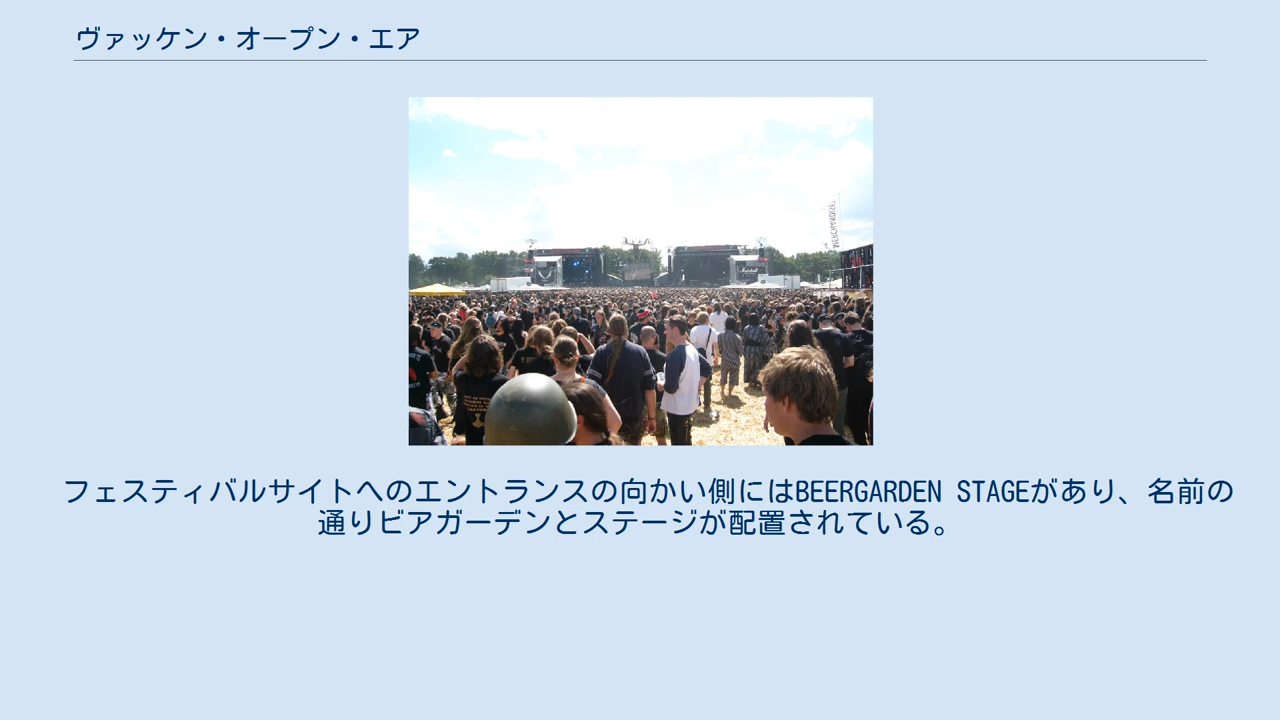 ヴァッケン・オープン・エア
フェスティバルサイトへのエントランスの向かい側にはBEERGARDEN STAGEがあり、名前の
通りビアガーデンとステージが配置されている。